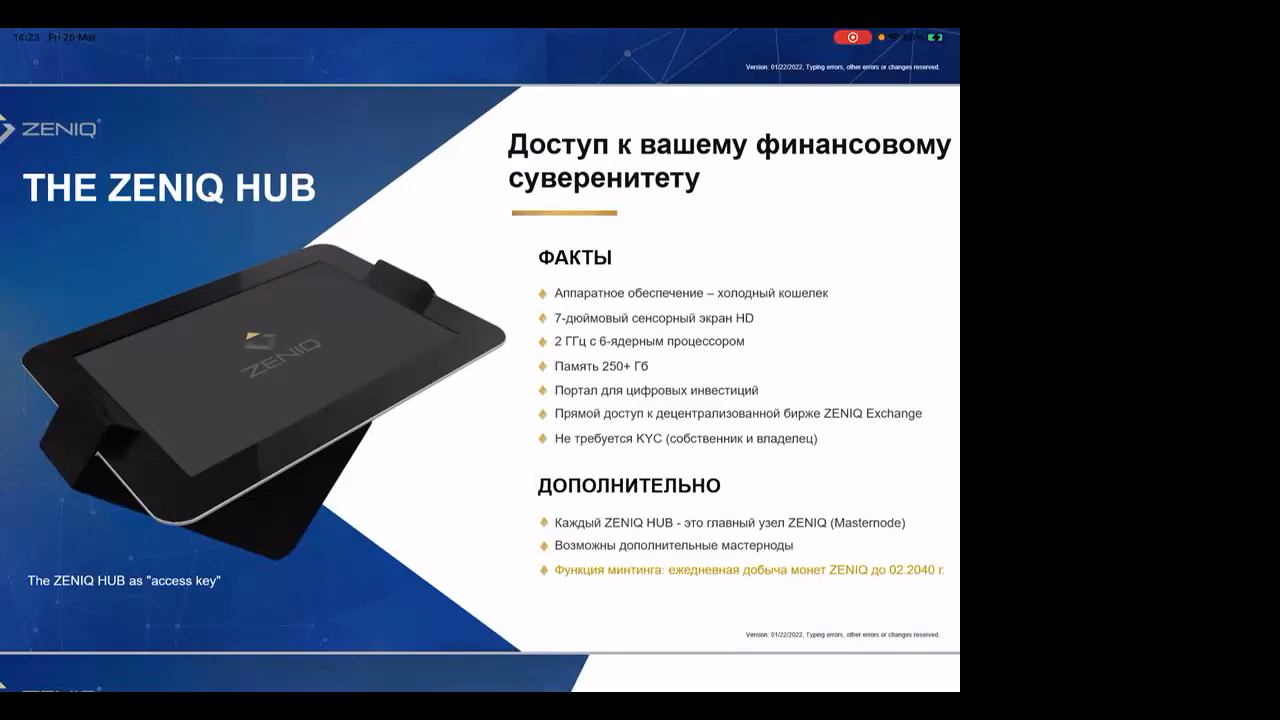 14:23 Fri 25 Mar
Version: 01/22/2022, Typing errors, other errors or changes reserved.
ZENIQ®
THE ZENIQ HUB
Доступ к вашему финансовому
суверенитету
ФАКТЫ
Аппаратное обеспечение – холодный кошелек
7-дюймовый сенсорный экран HD
2 ГГц с 6-ядерным процессором
Память 250+ Гб
Портал для цифровых инвестиций
Прямой доступ к децентрализованной бирже ZENIQ Exchange
Не требуется KYC (собственник и владелец)
ZENIQ
ДОПОЛНИТЕЛЬНО
Каждый ZENIQ HUB - это главный узел ZENIQ (Masternode)
Возможны дополнительные мастерноды
Функция минтинга: ежедневная добыча монет ZENIQ до 02.2040 г.
The ZENIQ HUB as "access key"
Version: 01/22/2022, Typing errors, other errors or changes reserved.
ZENIQ®